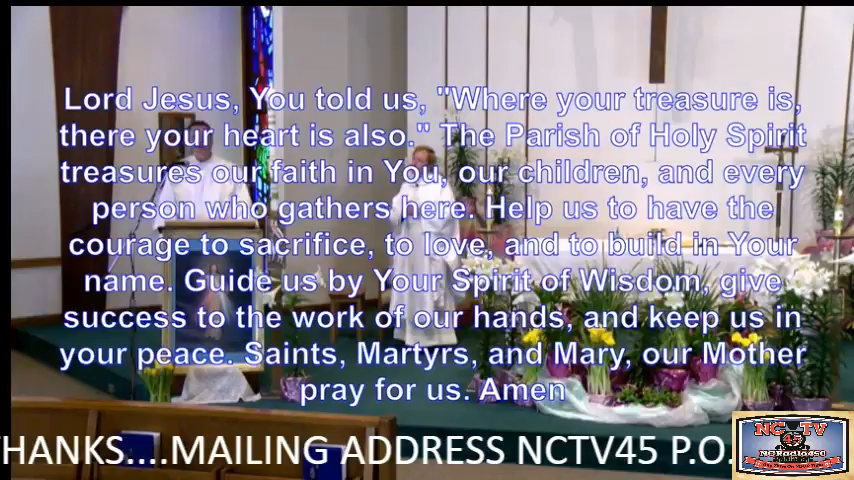 Lord Jesus, You told us, "Where your treasure is,
there your heart is also." The Parish of Holy Spirit
treasures our faith in You, our children, and every
person who gathers here. Help us to have the
courage to sacrifice, to love, and to build in Your
name. Guide us by Your Spirit of Wisdom, give
success to the work of our hands, and keep us in
your peace. Saints, Martyrs, and Mary, our Mother
pray for us. Amen
THANKS....MAILING ADDRESS NCTV45 P.O.
NC TV
45
NCRadio450